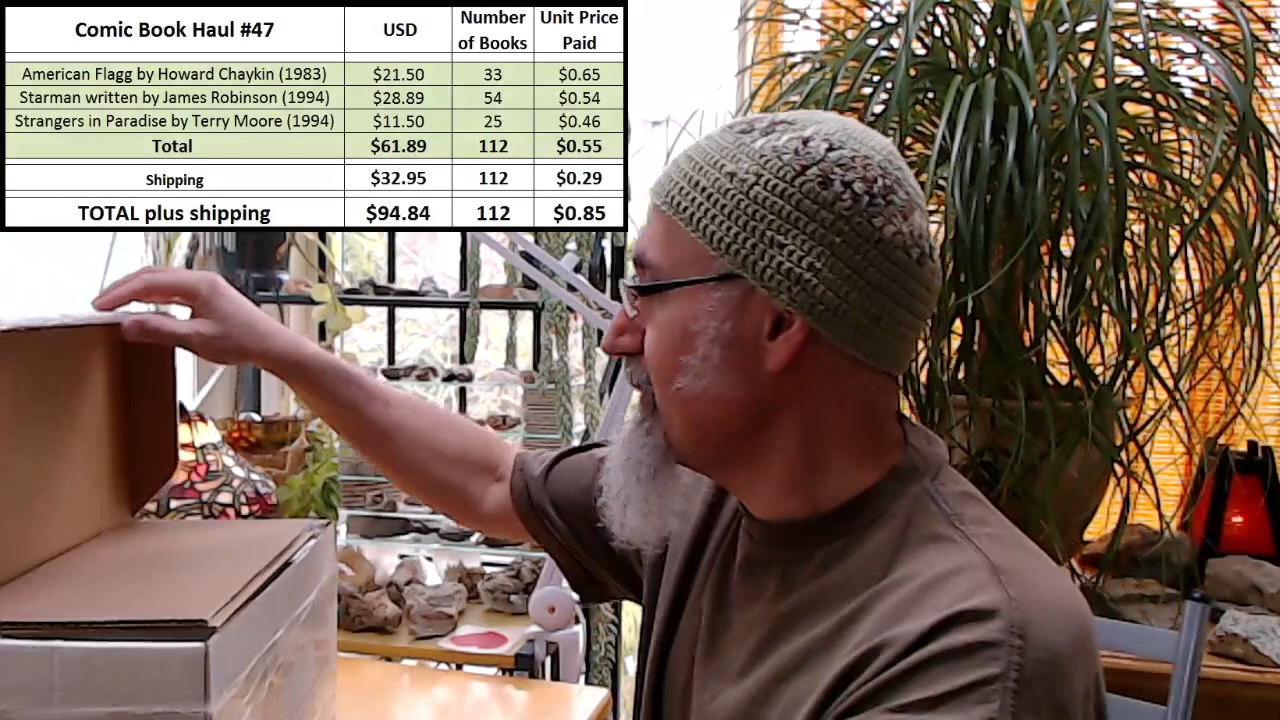 Comic Book Haul #47 USD Number of Books Unit Price Paid
American Flagg by Howard Chaykin (1983) $21.50 33 $0.65
Starman written by James Robinson (1994) $28.89 54 $0.54
Strangers in Paradise by Terry Moore (1994) $11.50 25 $0.46
Total $61.89 112 $0.55
Shipping $32.95 112 $0.29
TOTAL plus shipping $94.84 112 $0.85